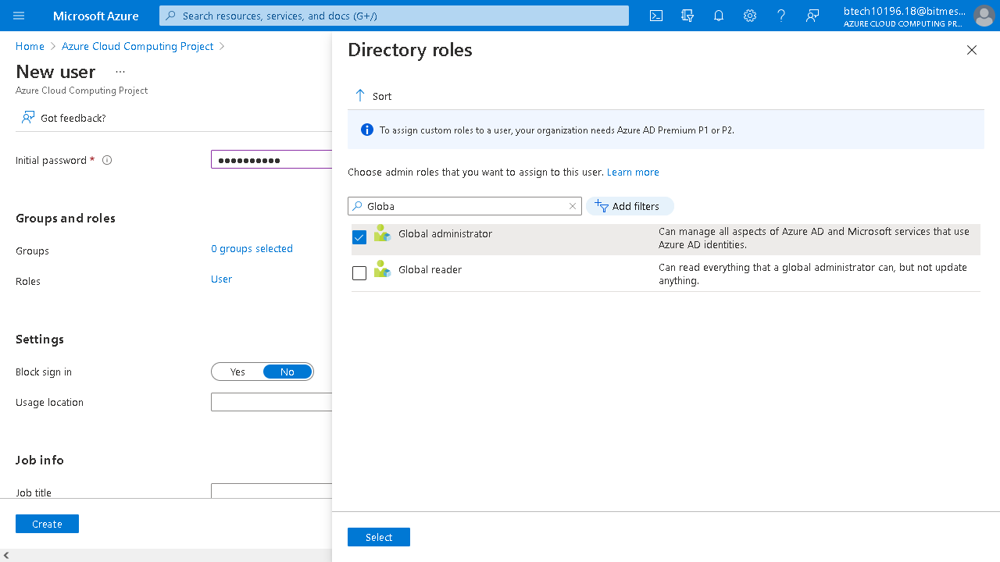 Microsoft Azure
Search resources, services, and docs (G+/)
btech10196.18@bitmes...
AZURE CLOUD COMPUTING PR...
Home
Azure Cloud Computing Project
New user
...
Azure Cloud Computing Project
Got feedback?
Initial password *
●●●●●●●●●●
Groups and roles
Groups
0 groups selected
Roles
User
Settings
Block sign in
Yes
No
Usage location
Job info
Job title
Create
Directory roles
Sort
To assign custom roles to a user, your organization needs Azure AD Premium P1 or P2.
Choose admin roles that you want to assign to this user. Learn more
Globa
Add filters
Global administrator
Can manage all aspects of Azure AD and Microsoft services that use
Azure AD identities.
Global reader
Can read everything that a global administrator can, but not update
anything.
Select